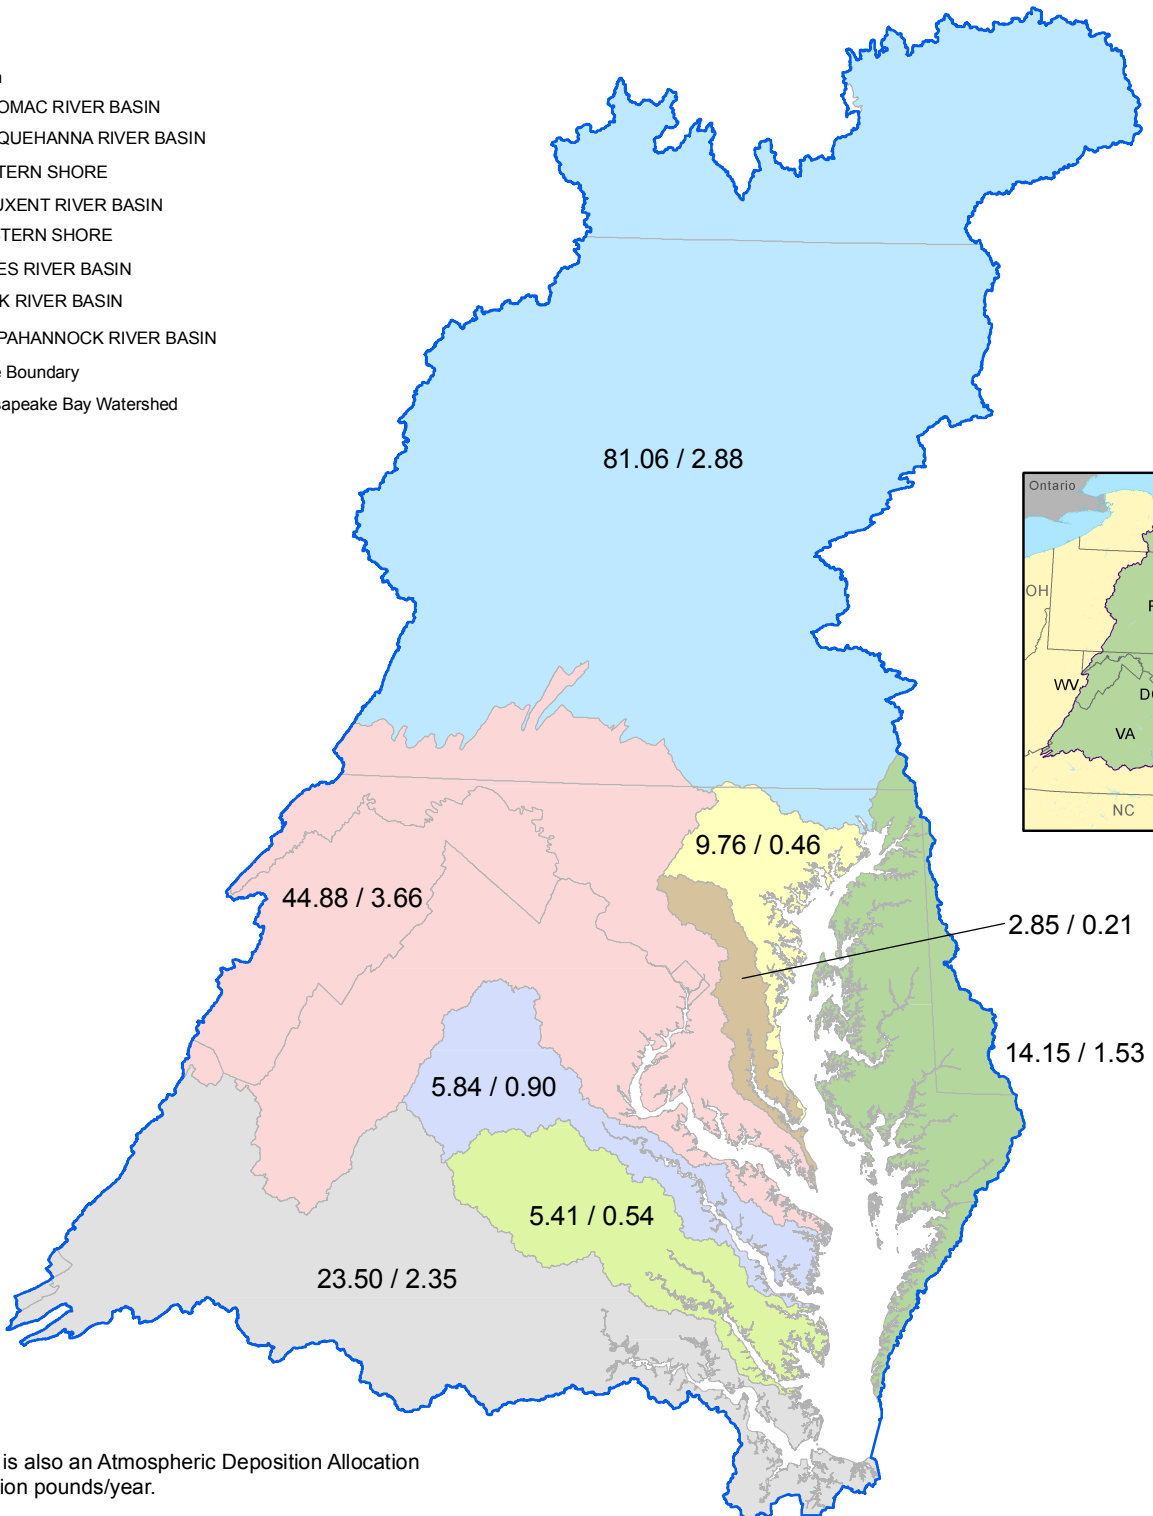 OMAC RIVER BASIN
QUEHANNA RIVER BASIN
TERN SHORE
UXENT RIVER BASIN
TERN SHORE
ES RIVER BASIN
K RIVER BASIN
PAHANNOCK RIVER BASIN
e Boundary
sapeake Bay Watershed
81.06 / 2.88
Ontario
OH
WV
VA
NC
9.76 / 0.46
44.88 / 3.66
2.85 / 0.21
14.15 / 1.53
5.84 / 0.90
5.41 / 0.54
23.50 / 2.35
is also an Atmospheric Deposition Allocation
ion pounds/year.